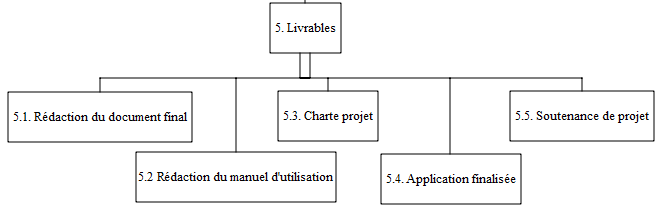 5. Livrables
5.1. Rédaction du document final
5.2 Rédaction du manuel d'utilisation
5.3. Charte projet
5.4. Application finalisée
5.5. Soutenance de projet